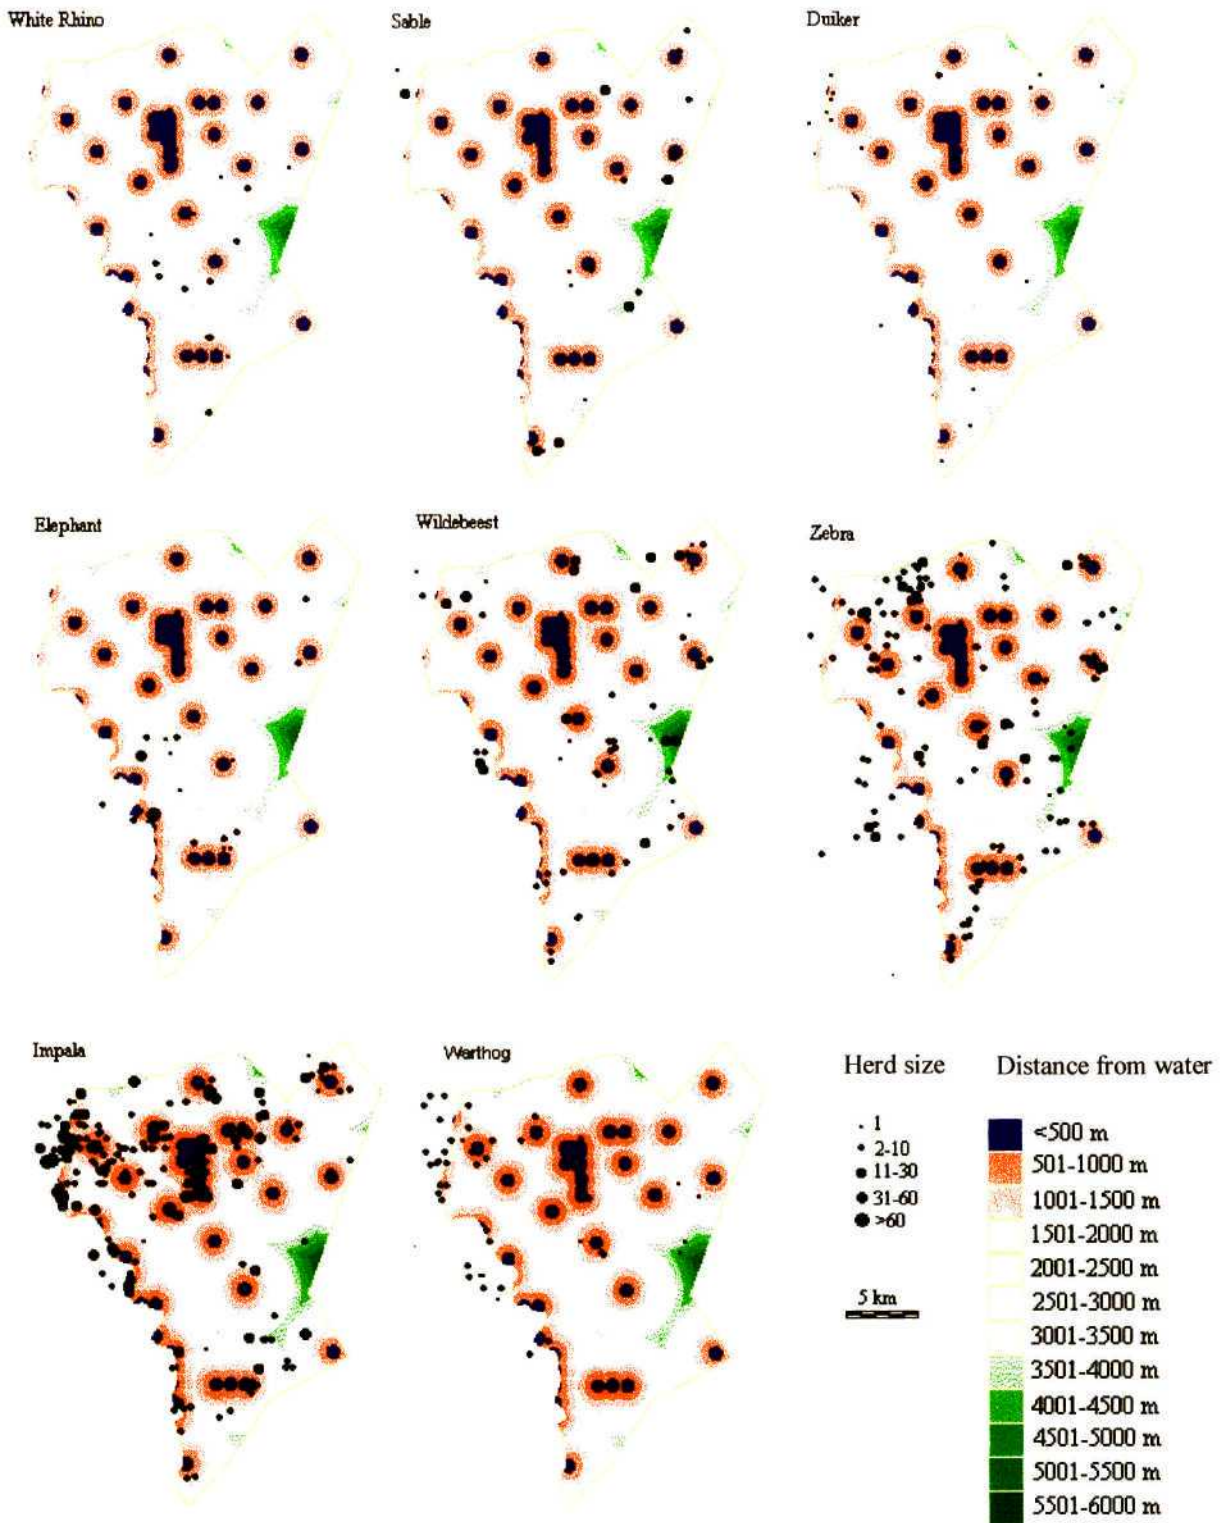 White Rhino
Sable
Duiker
Elephant
Wildebeest
Zebra
Impala
Warthog
Herd size
1
2-10
11-30
31-60
>60
5 km
Distance from water
<500 m
501-1000 m
1001-1500 m
1501-2000 m
2001-2500 m
2501-3000 m
3001-3500 m
3501-4000 m
4001-4500 m
4501-5000 m
5001-5500 m
5501-6000 m